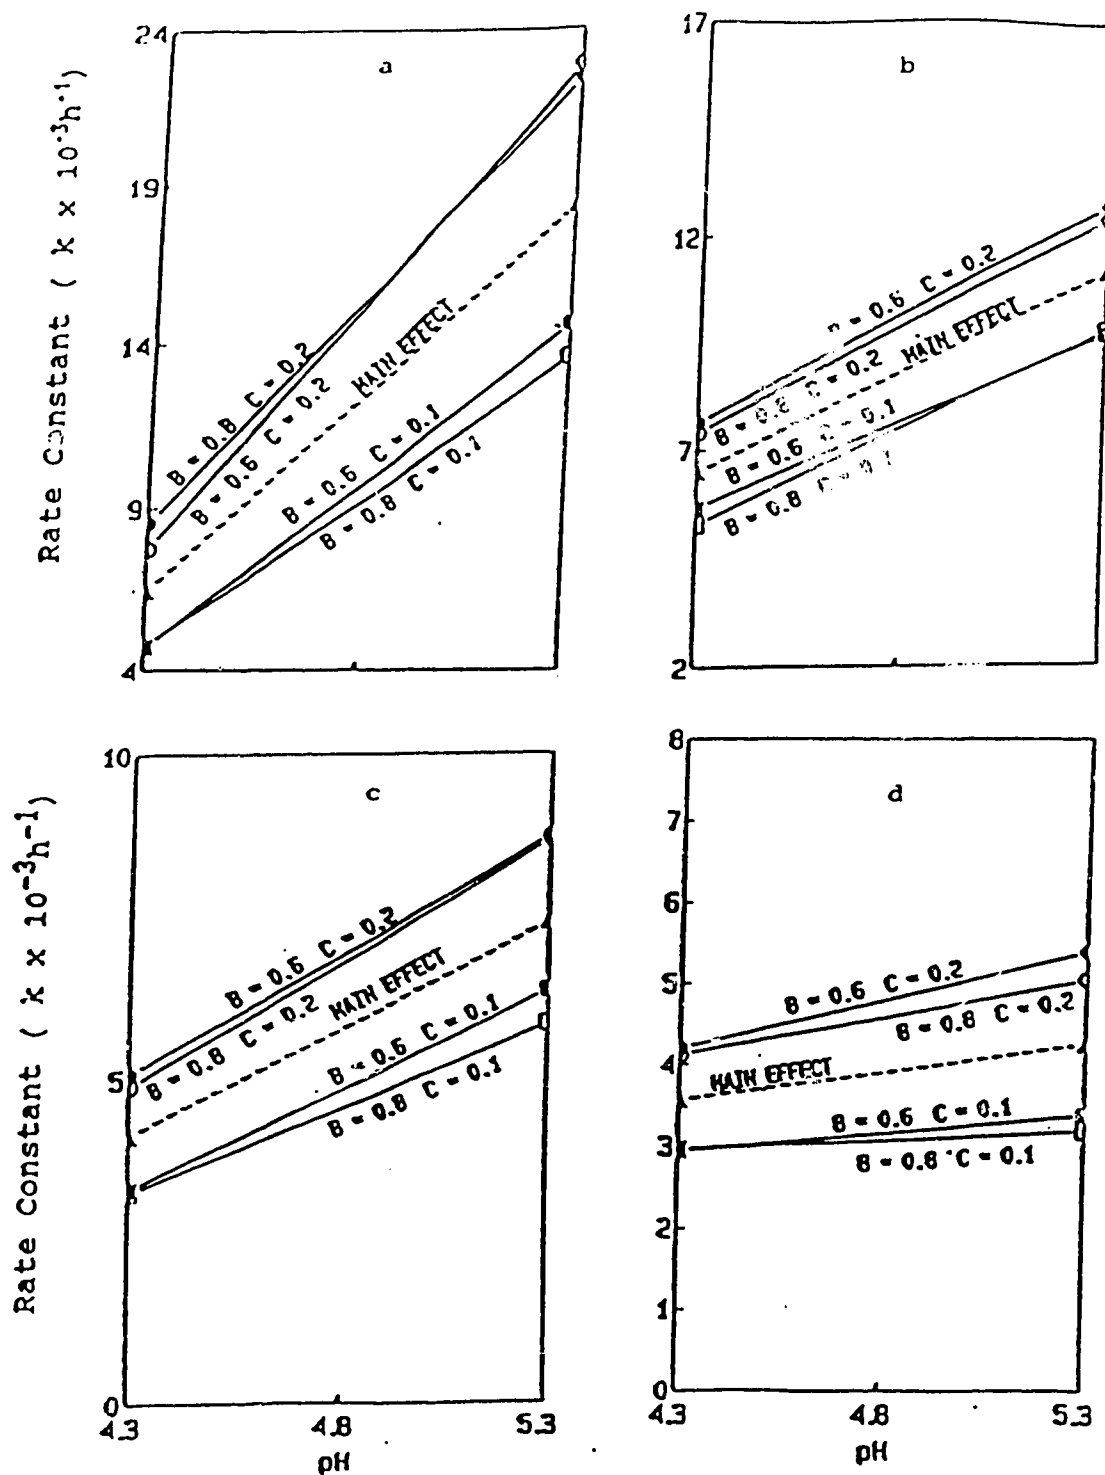 24
19
14
9
4
Rate Constant ( k x 10-3h-1)
a
B = 0.8 C = 0.2
B = 0.6 C = 0.2
MAIN EFFECT
B = 0.6 C = 0.1
B = 0.8 C = 0.1
17
12
7
2
b
= 0.6 C = 0.2
B = 0.8 C = 0.2
MAIN EFFECT
B = 0.6 C = 0.1
B = 0.8 C = 0.1
10
5
0
Rate Constant ( k x 10-3h-1)
c
B = 0.6 C = 0.2
B = 0.8 C = 0.2
MAIN EFFECT
B = 0.6 C = 0.1
B = 0.8 C = 0.1
4.3
4.8
5.3
pH
8
7
6
5
4
3
2
1
0
d
B = 0.6 C = 0.2
B = 0.8 C = 0.2
MAIN EFFECT
B = 0.6 C = 0.1
B = 0.8 C = 0.1
4.3
4.8
5.3
pH